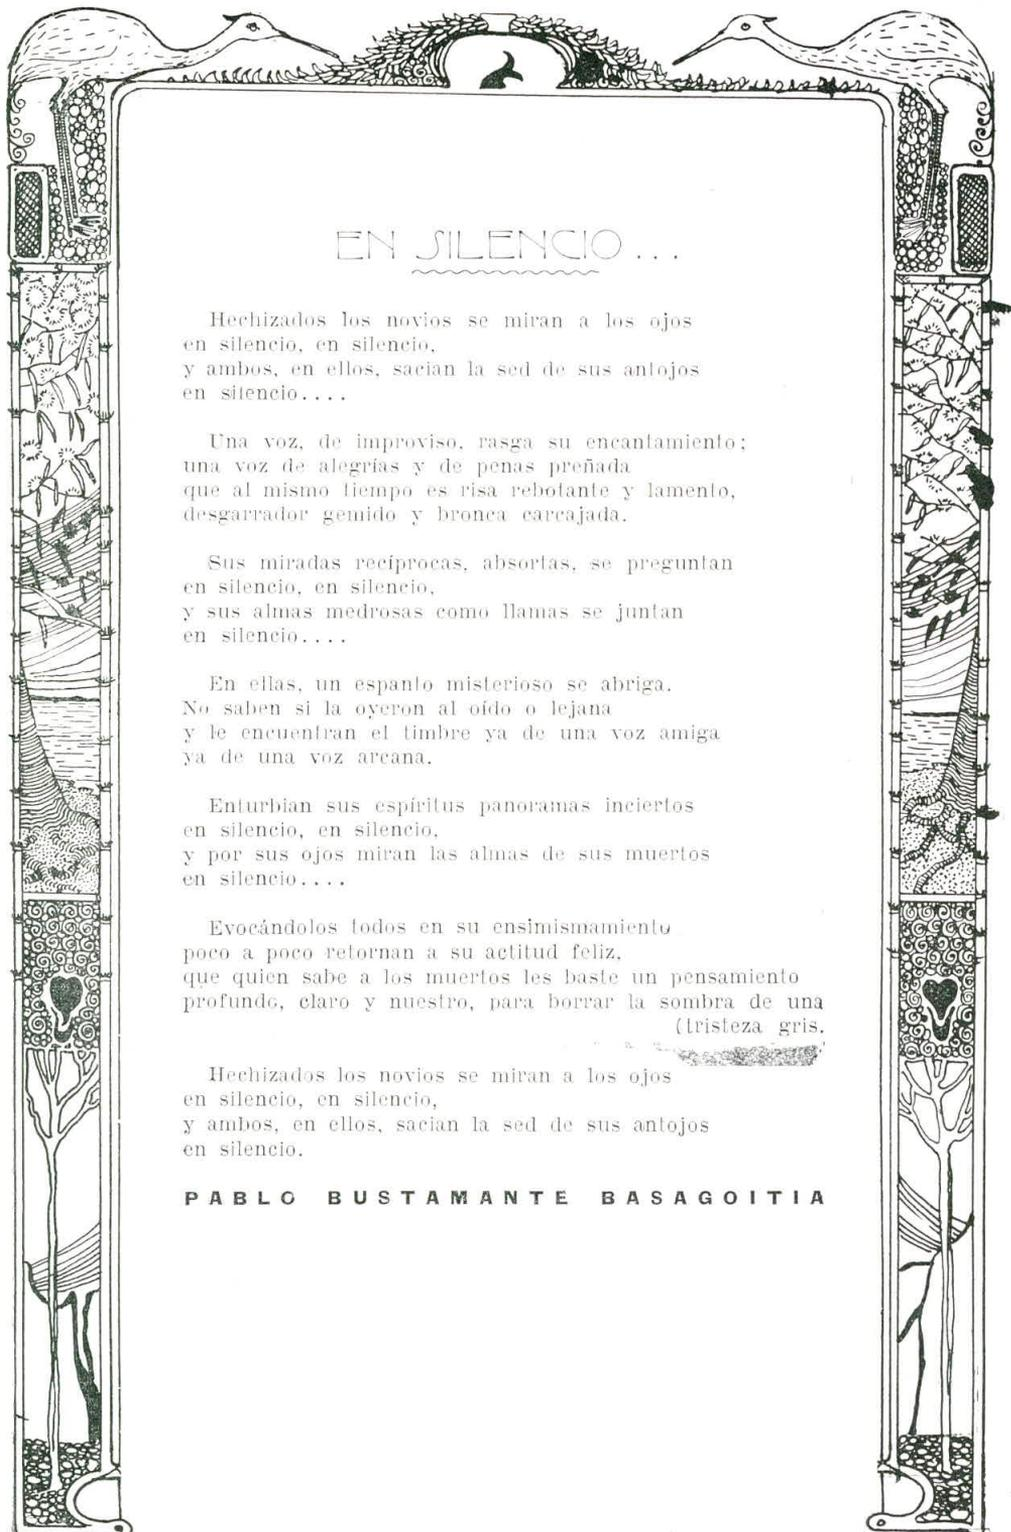 EN SILENCIO...
Hechizados los novios se miran a los ojos
en silencio, en silencio,
y ambos, en ellos, sacian la sed de sus antojos
en silencio....
Una voz, de improviso, rasga su encantamiento;
una voz de alegrías y de penas preñada
que al mismo tiempo es risa rebotante y lamento,
desgarrador gemido y bronca carcajada.
Sus miradas recíprocas, absortas, se preguntan
en silencio, en silencio,
y sus almas medrosas como llamas se juntan
en silencio....
En ellas, un espanto misterioso se abriga.
No saben si la oyeron al oído o lejana
y le encuentran el timbre ya de una voz amiga
ya de una voz arcana.
Enturbian sus espíritus panoramas inciertos
en silencio, en silencio,
y por sus ojos miran las almas de sus muertos
en silencio....
Evocándolos todos en su ensimismamiento
poco a poco retornan a su actitud feliz,
que quien sabe a los muertos les baste un pensamiento
profundo, claro y nuestro, para borrar la sombra de una
(tristeza gris.
Hechizados los novios se miran a los ojos
en silencio, en silencio,
y ambos, en ellos, sacian la sed de sus antojos
en silencio.
PABLO BUSTAMANTE BASAGOITIA